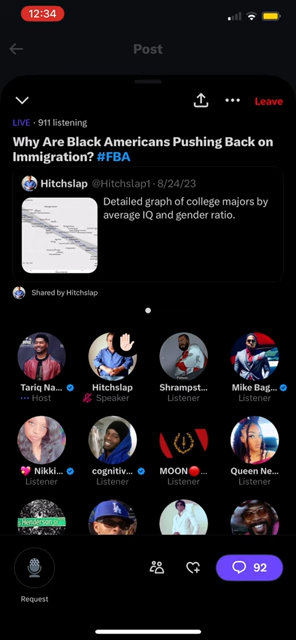 12:34
Post
Leave
LIVE · 911 listening
Why Are Black Americans Pushing Back on
Immigration? #FBA
Hitchslap @Hitchslap1 · 8/24/23
Detailed graph of college majors by
average IQ and gender ratio.
Shared by Hitchslap
Tariq Na... Hitchslap Shrampst... Mike Bag...
Host Speaker Listener Listener
Nikki... cognitiv... MOON... Queen Ne...
Listener Listener Listener Listener
Henderson
Request
92